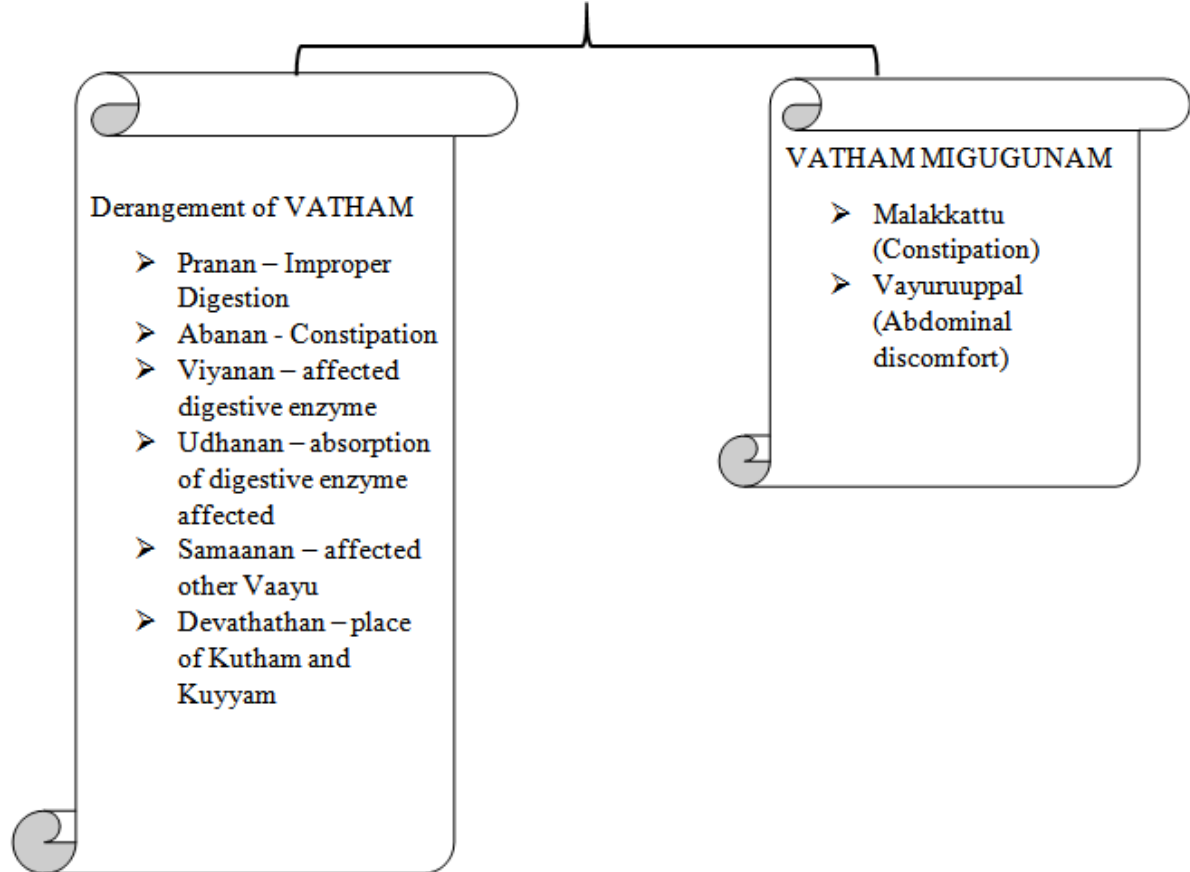 Derangement of VATHAM
➢ Pranan – Improper
Digestion
➢ Abanan - Constipation
➢ Viyanan – affected
digestive enzyme
➢ Udhanan – absorption
of digestive enzyme
affected
➢ Samaanan – affected
other Vaayu
➢ Devathathan – place
of Kutham and
Kuyyam
VATHAM MIGUGUNAM
➢ Malakkattu
(Constipation)
➢ Vayuruuppal
(Abdominal
discomfort)